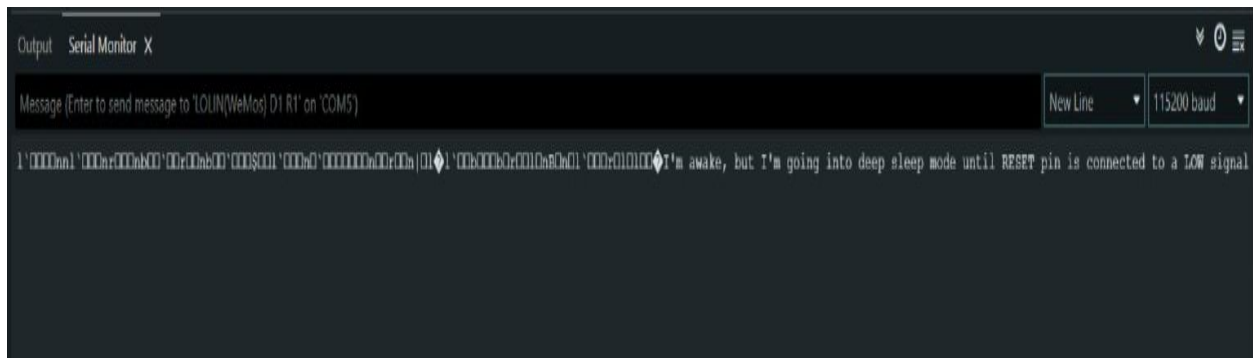 Output Serial Monitor X
Message (Enter to send message to 'LOLIN(WeMos) D1 R1' on 'COM5')
New Line 115200 baud
I'm awake, but I'm going into deep sleep mode until RESET pin is connected to a LOW signal